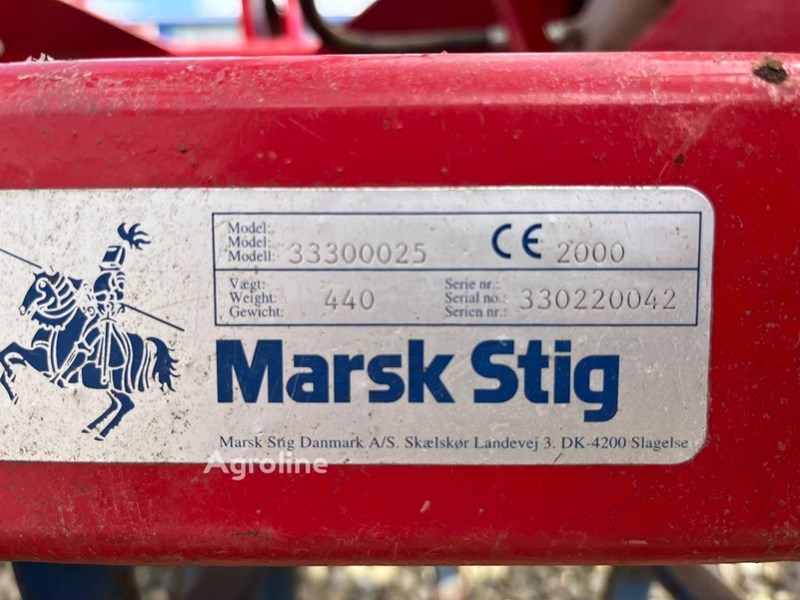 Model:
Model:
Modell: 33300025 CE 2000
Vægt: Serie nr.:
Weight: 440 Serial no.: 330220042
Gewicht: Serien nr.:
Marsk Stig
Marsk Stig Danmark A/S. Skælskør Landevej 3. DK-4200 Slagelse
Agroline